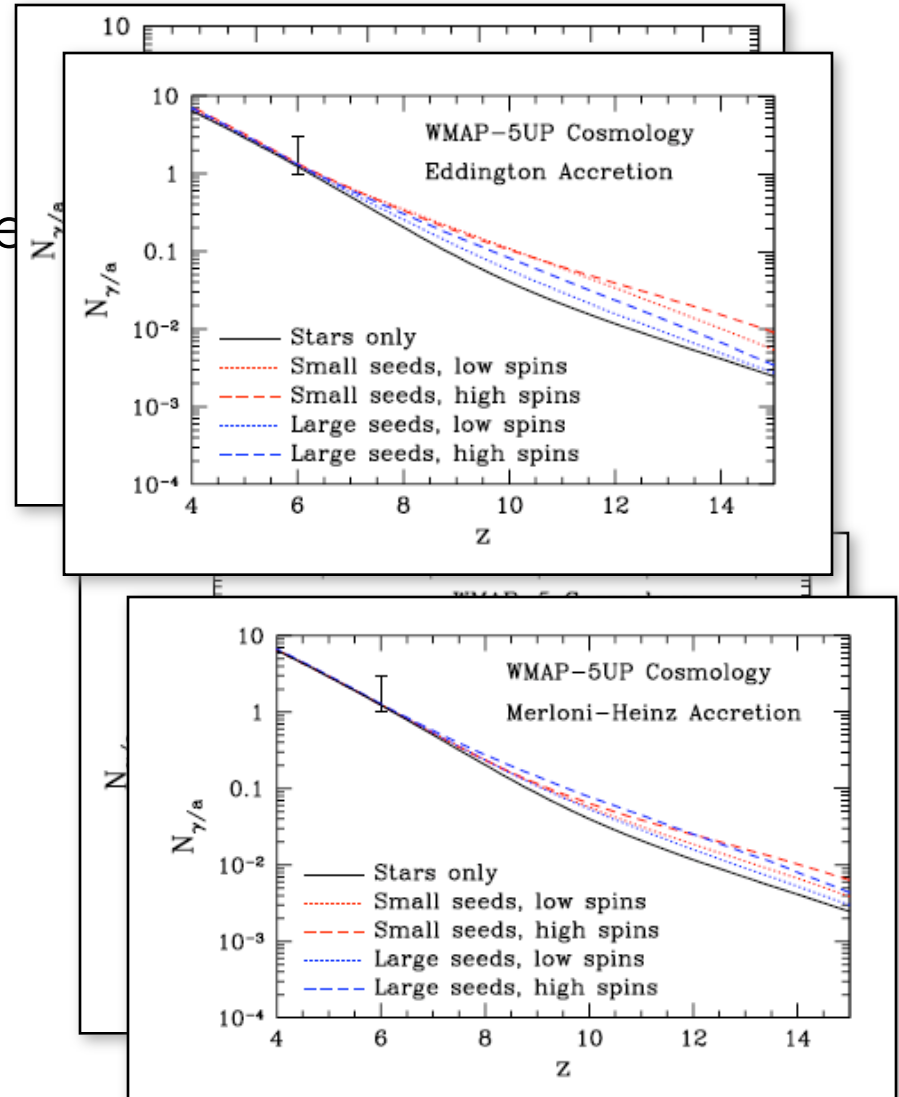 10
e
N_γ/a
10
1
0.1
10⁻²
10⁻³
10⁻⁴
N_γ/a
WMAP-5UP Cosmology
Eddington Accretion
Stars only
Small seeds, low spins
Small seeds, high spins
Large seeds, low spins
Large seeds, high spins
4 6 8 10 12 14
z
10
1
0.1
10⁻²
10⁻³
10⁻⁴
N
N_γ/a
WMAP-5UP Cosmology
Merloni-Heinz Accretion
Stars only
Small seeds, low spins
Small seeds, high spins
Large seeds, low spins
Large seeds, high spins
4 6 8 10 12 14
z